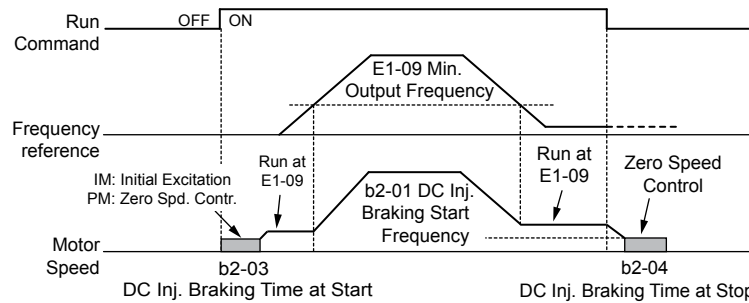 Run
Command
OFF
ON
E1-09 Min.
Output Frequency
Frequency
reference
Run at
E1-09
Run at
E1-09
Zero Speed
Control
IM: Initial Excitation
PM: Zero Spd. Contr.
b2-01 DC Inj.
Braking Start
Frequency
Motor
Speed
b2-03
DC Inj. Braking Time at Start
b2-04
DC Inj. Braking Time at Stop